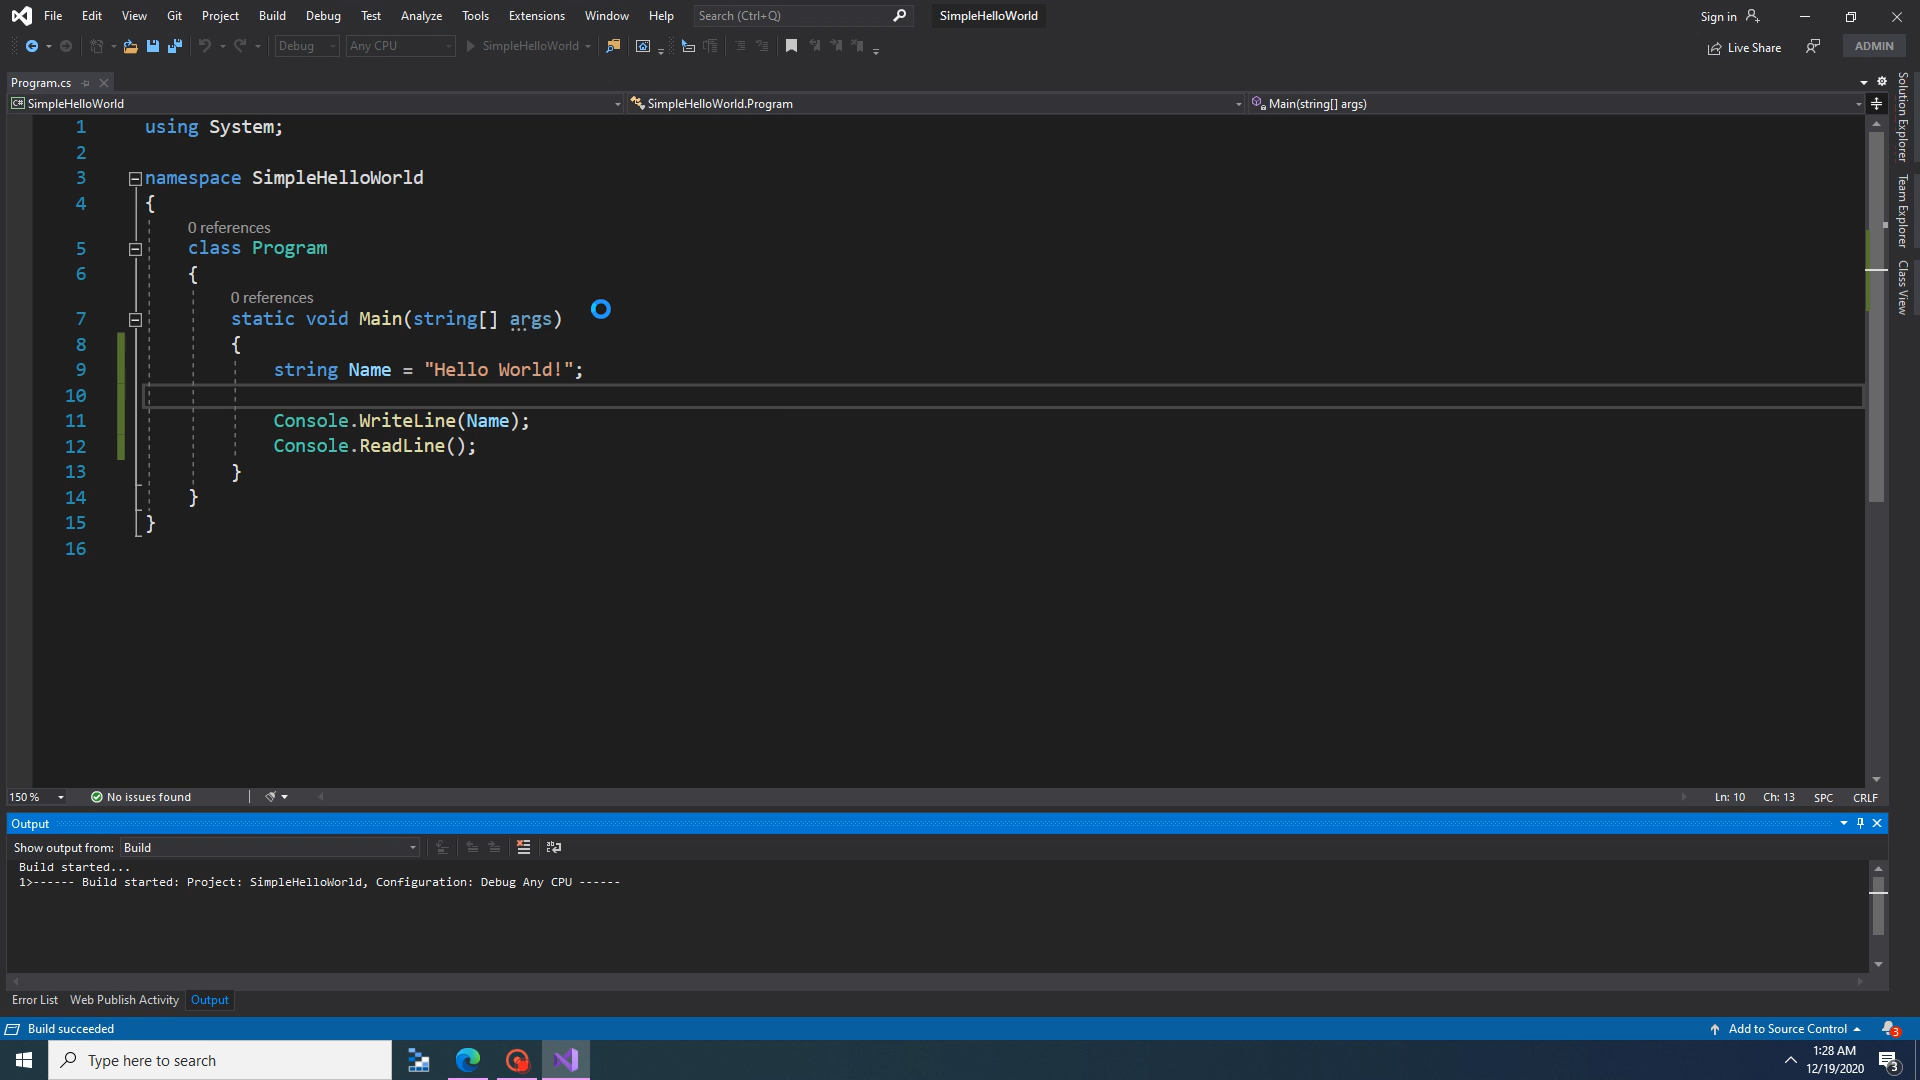 File Edit View Git Project Build Debug Test Analyze Tools Extensions Window Help Search (Ctrl+Q) SimpleHelloWorld Sign in
Debug Any CPU SimpleHelloWorld Live Share ADMIN
Program.cs
C# SimpleHelloWorld SimpleHelloWorld.Program Main(string[] args)
Solution Explorer
Team Explorer
Class View
1 using System;
2
3 namespace SimpleHelloWorld
4 {
0 references
5 class Program
6 {
0 references
7 static void Main(string[] args)
8 {
9 string Name = "Hello World!";
10
11 Console.WriteLine(Name);
12 Console.ReadLine();
13 }
14 }
15 }
16
150 % No issues found Ln: 10 Ch: 13 SPC CRLF
Output
Show output from: Build
Build started...
1>------ Build started: Project: SimpleHelloWorld, Configuration: Debug Any CPU ------
Error List Web Publish Activity Output
Build succeeded Add to Source Control 3
Type here to search 1:28 AM
12/19/2020 3